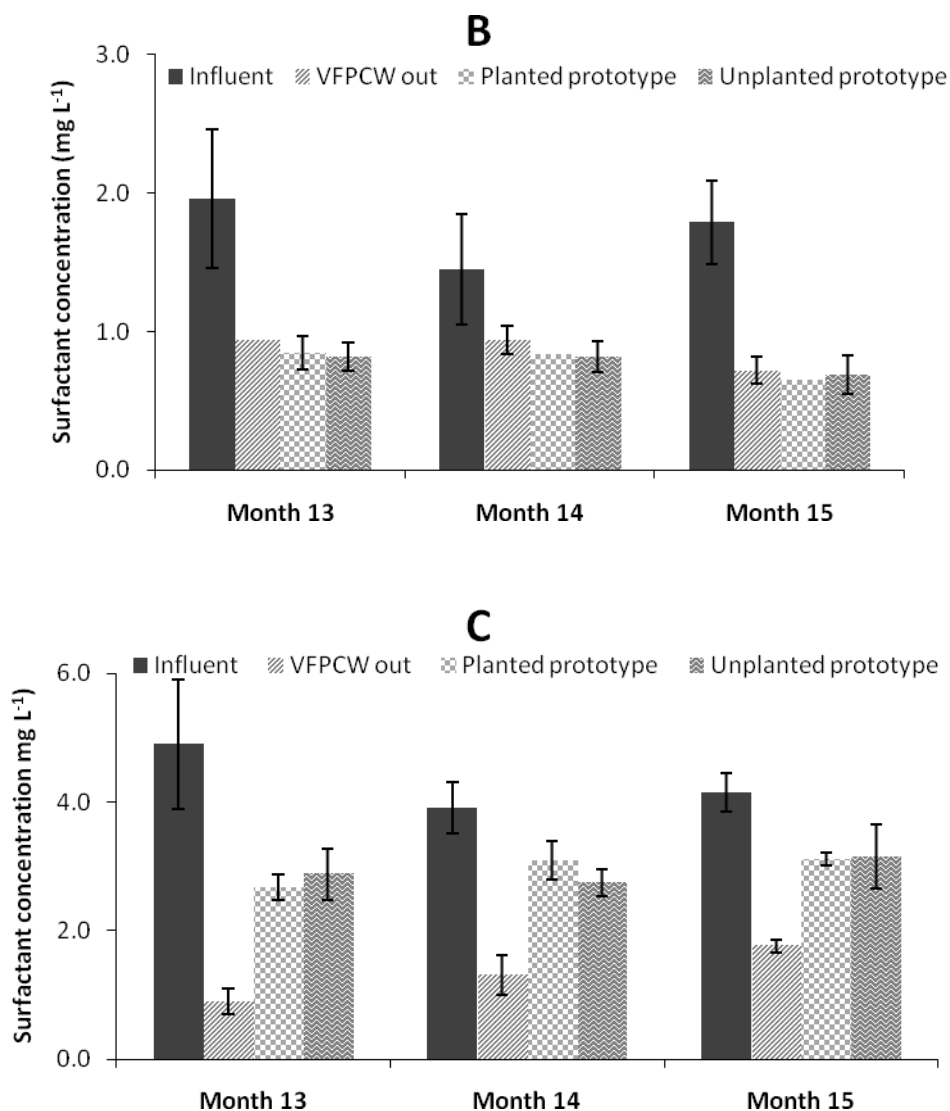 B
3.0
Influent VFPCW out Planted prototype Unplanted prototype
Surfactant concentration (mg L⁻¹)
2.0
1.0
0.0
Month 13 Month 14 Month 15
C
Influent VFPCW out Planted prototype Unplanted prototype
6.0
Surfactant concentration mg L⁻¹)
4.0
2.0
0.0
Month 13 Month 14 Month 15